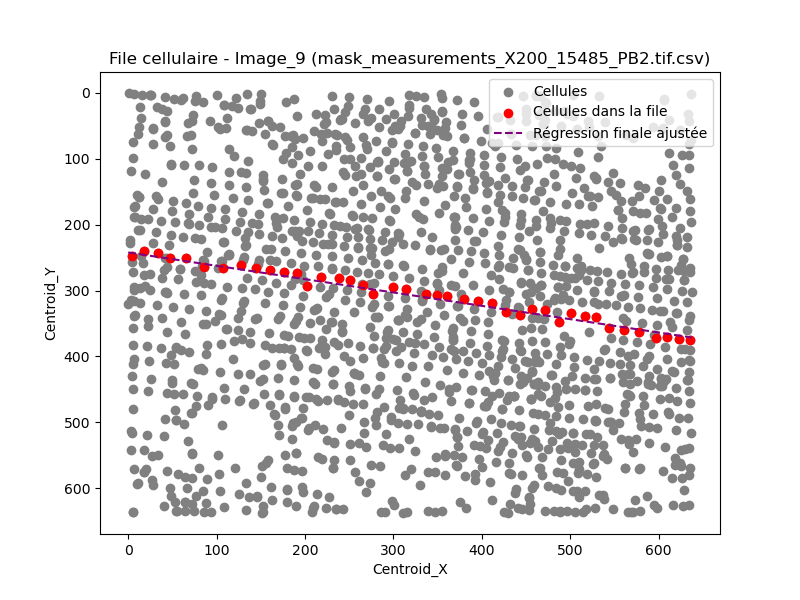 File cellulaire - Image_9 (mask_measurements_X200_15485_PB2.tif.csv)
Cellules
Cellules dans la file
Régression finale ajustée
0
100
200
300
400
500
600
Centroid_Y
0 100 200 300 400 500 600
Centroid_X